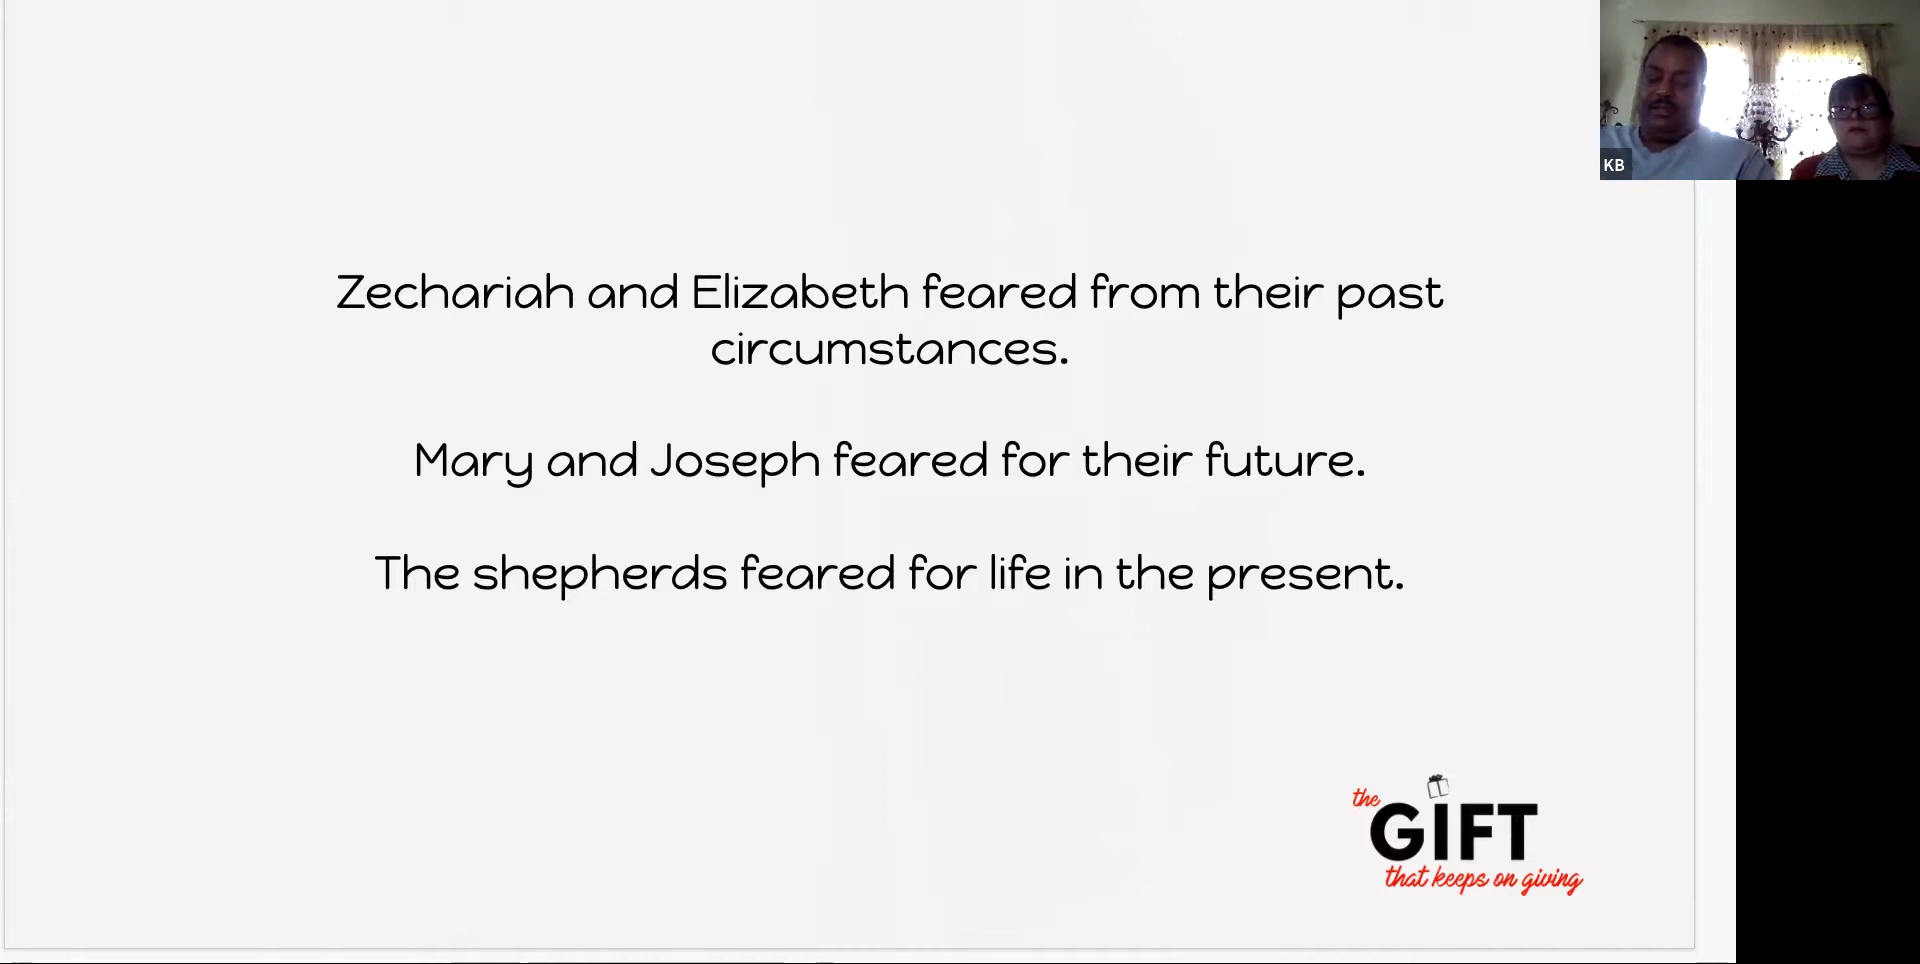 KB
Zechariah and Elizabeth feared from their past
circumstances.
Mary and Joseph feared for their future.
The shepherds feared for life in the present.
the
GIFT
that keeps on giving